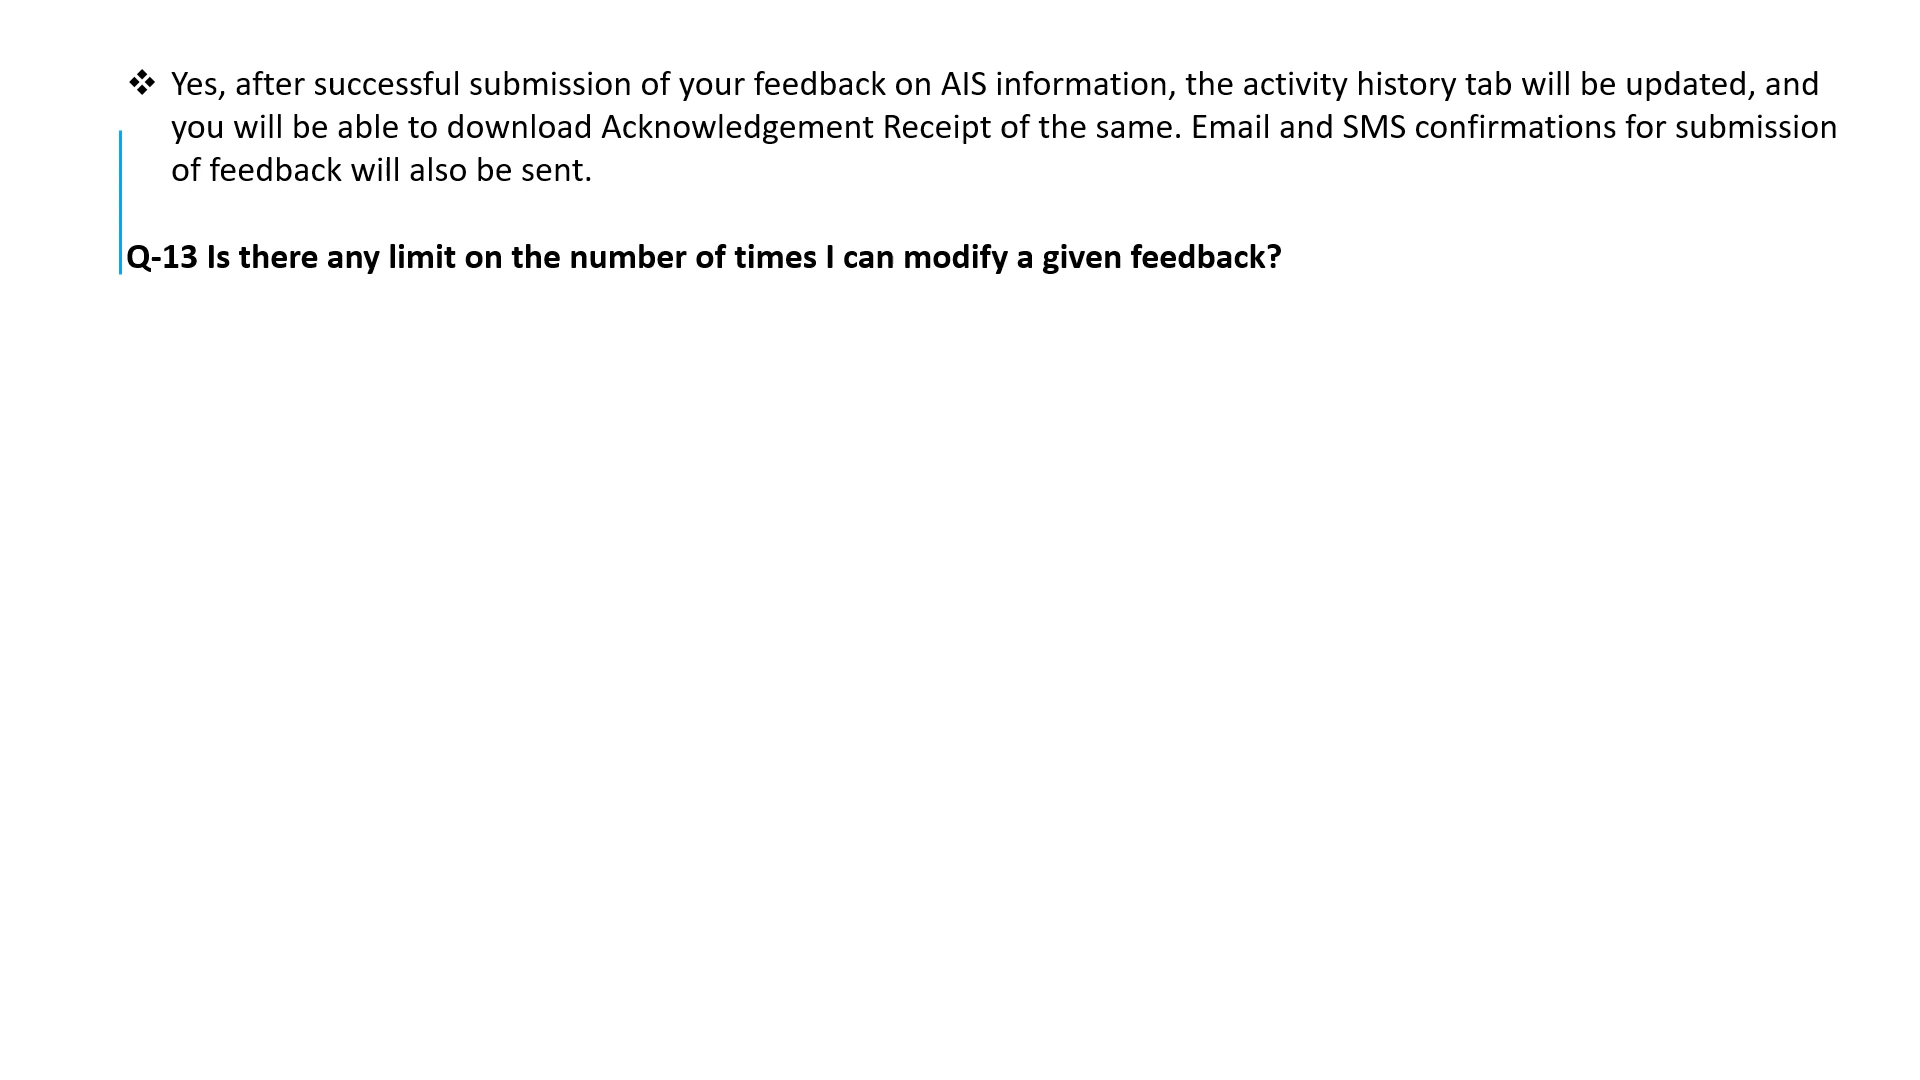 ❖ Yes, after successful submission of your feedback on AIS information, the activity history tab will be updated, and
you will be able to download Acknowledgement Receipt of the same. Email and SMS confirmations for submission
of feedback will also be sent.
Q-13 Is there any limit on the number of times I can modify a given feedback?